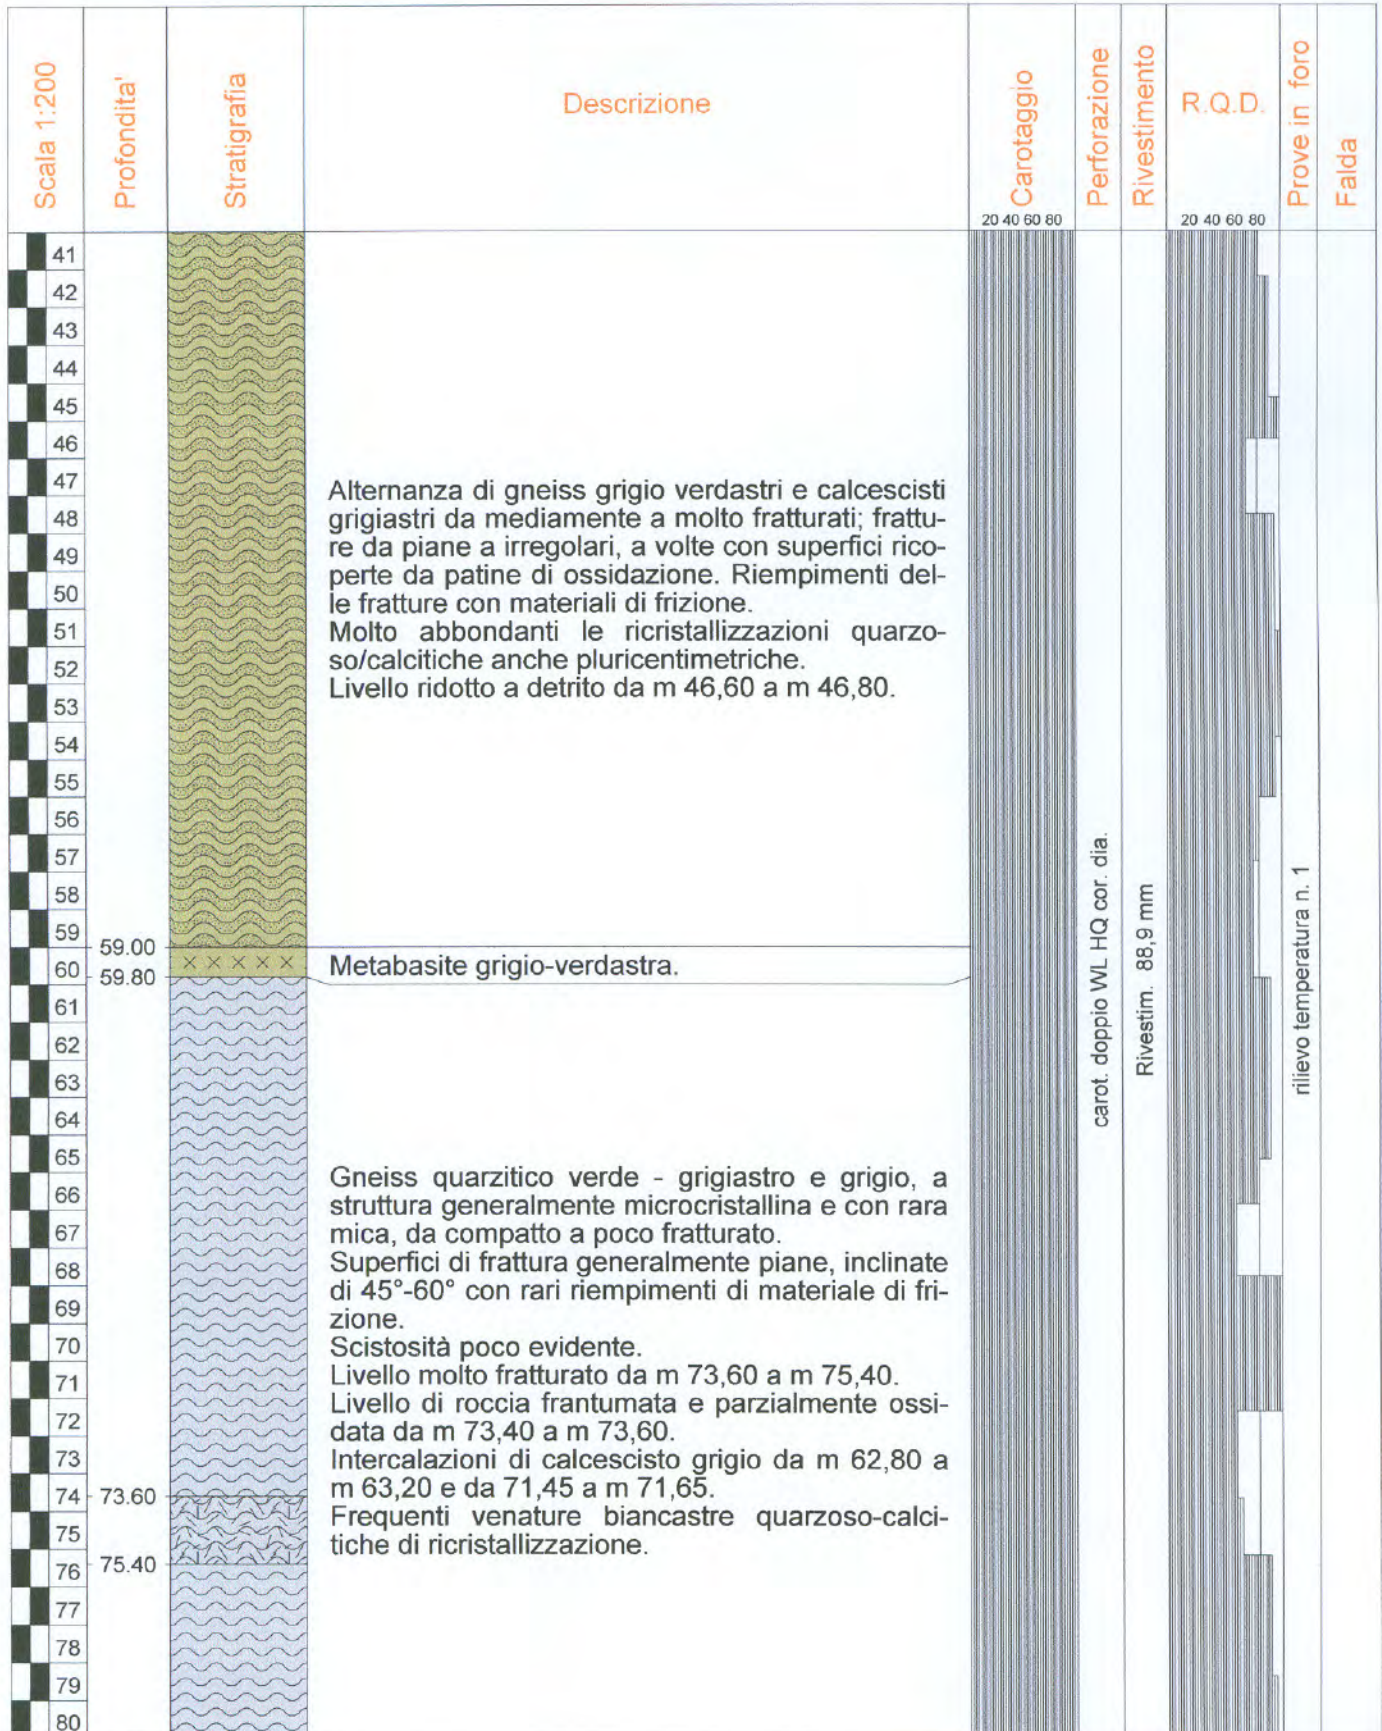 Scala 1:200
Profondita'
Stratigrafia
Descrizione
Carotaggio
Perforazione
Rivestimento
R.Q.D.
Prove in foro
Falda
20 40 60 80
20 40 60 80
41
42
43
44
45
46
47
48
49
50
51
52
53
54
55
56
57
58
59
60
61
62
63
64
65
66
67
68
69
70
71
72
73
74
75
76
77
78
79
80
59.00
59.80
73.60
75.40
Alternanza di gneiss grigio verdastri e calcescisti
grigiastri da mediamente a molto fratturati; frattu-
re da piane a irregolari, a volte con superfici rico-
perte da patine di ossidazione. Riempimenti del-
le fratture con materiali di frizione.
Molto abbondanti le ricristallizzazioni quarzo-
so/calcitiche anche pluricentimetriche.
Livello ridotto a detrito da m 46,60 a m 46,80.
Metabasite grigio-verdastra.
Gneiss quarzitico verde - grigiastro e grigio, a
struttura generalmente microcristallina e con rara
mica, da compatto a poco fratturato.
Superfici di frattura generalmente piane, inclinate
di 45°-60° con rari riempimenti di materiale di fri-
zione.
Scistosità poco evidente.
Livello molto fratturato da m 73,60 a m 75,40.
Livello di roccia frantumata e parzialmente ossi-
data da m 73,40 a m 73,60.
Intercalazioni di calcescisto grigio da m 62,80 a
m 63,20 e da 71,45 a m 71,65.
Frequenti venature biancastre quarzoso-calci-
tiche di ricristallizzazione.
carot. doppio WL HQ cor. dia.
Rivestim. 88,9 mm
rilievo temperatura n. 1